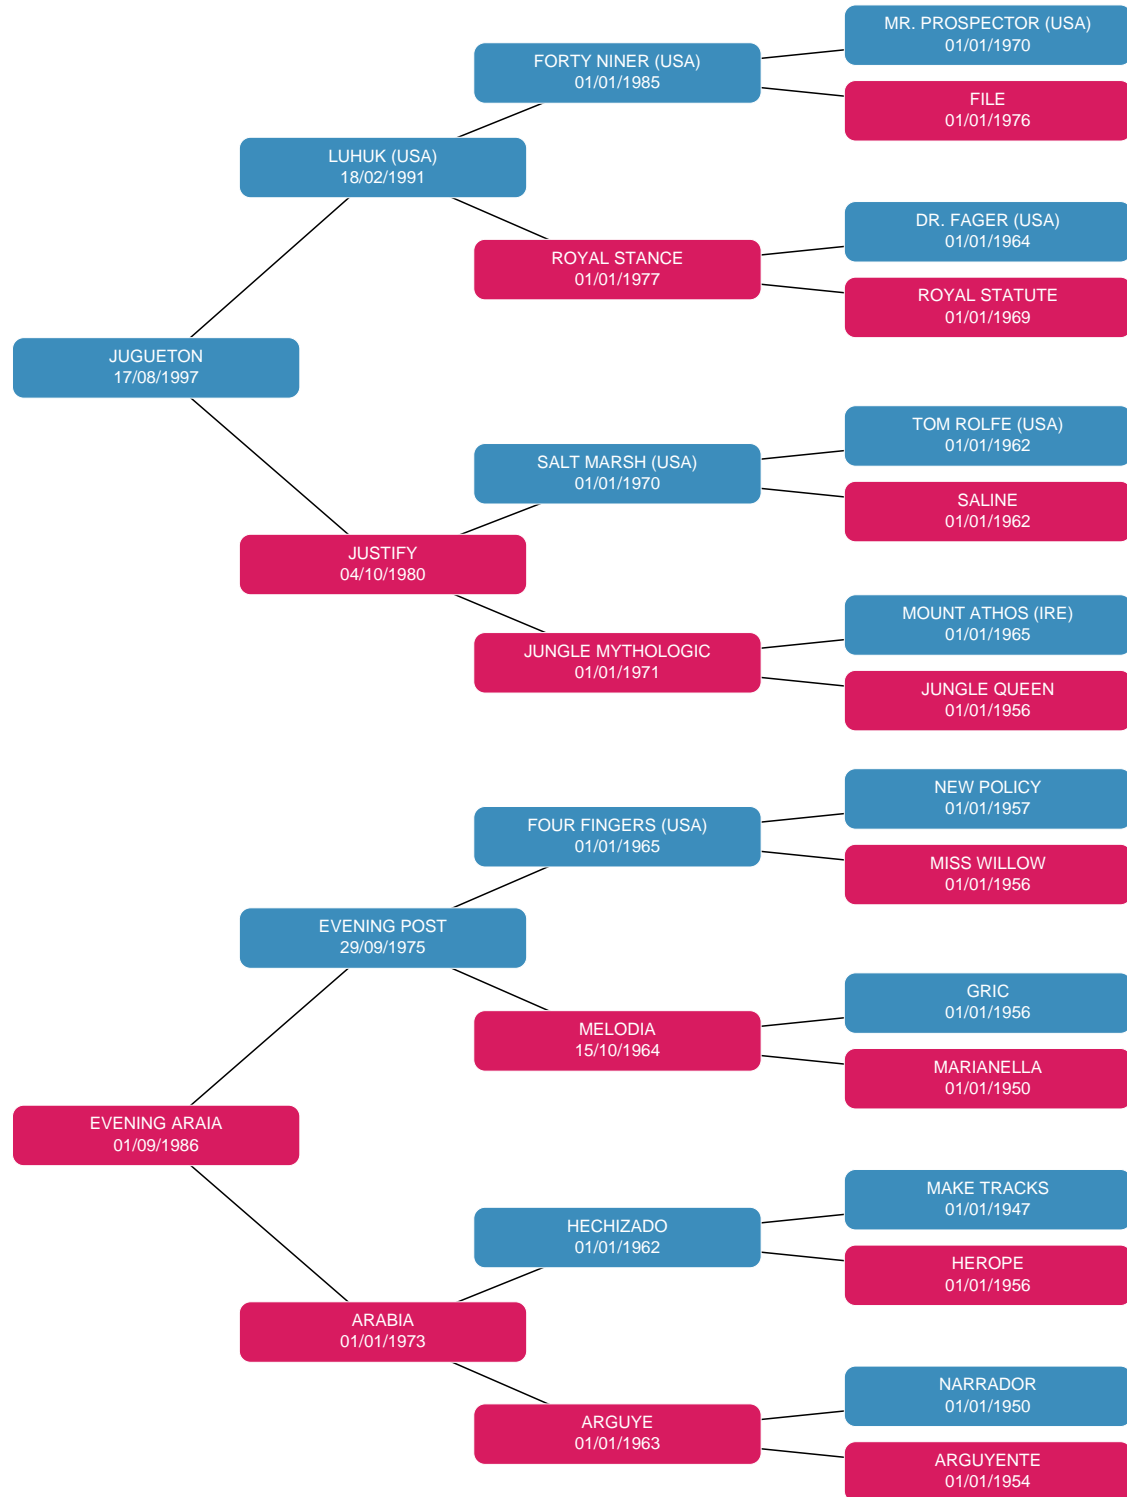 MR. PROSPECTOR (USA)
01/01/1970
FORTY NINER (USA)
01/01/1985
FILE
01/01/1976
LUHUK (USA)
18/02/1991
DR. FAGER (USA)
01/01/1964
ROYAL STANCE
01/01/1977
ROYAL STATUTE
01/01/1969
JUGUETON
17/08/1997
TOM ROLFE (USA)
01/01/1962
SALT MARSH (USA)
01/01/1970
SALINE
01/01/1962
JUSTIFY
04/10/1980
MOUNT ATHOS (IRE)
01/01/1965
JUNGLE MYTHOLOGIC
01/01/1971
JUNGLE QUEEN
01/01/1956
NEW POLICY
01/01/1957
FOUR FINGERS (USA)
01/01/1965
MISS WILLOW
01/01/1956
EVENING POST
29/09/1975
GRIC
01/01/1956
MELODIA
15/10/1964
MARIANELLA
01/01/1950
EVENING ARAIA
01/09/1986
MAKE TRACKS
01/01/1947
HECHIZADO
01/01/1962
HEROPE
01/01/1956
ARABIA
01/01/1973
NARRADOR
01/01/1950
ARGUYE
01/01/1963
ARGUYENTE
01/01/1954